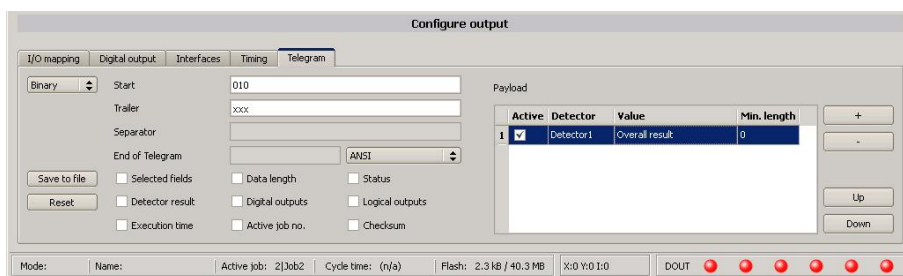 Configure output
I/O mapping Digital output Interfaces Timing Telegram
Binary Start 010 Payload
Trailer xxx
Active Detector Value Min. length +
Separator
1 Detector1 Overall result 0 -
End of Telegram ANSI
Save to file Selected fields Data length Status
Reset Detector result Digital outputs Logical outputs Up
Execution time Active job no. Checksum Down
Mode: Name: Active job: 2|Job2 Cycle time: (n/a) Flash: 2.3 kB / 40.3 MB X:0 Y:0 I:0 DOUT